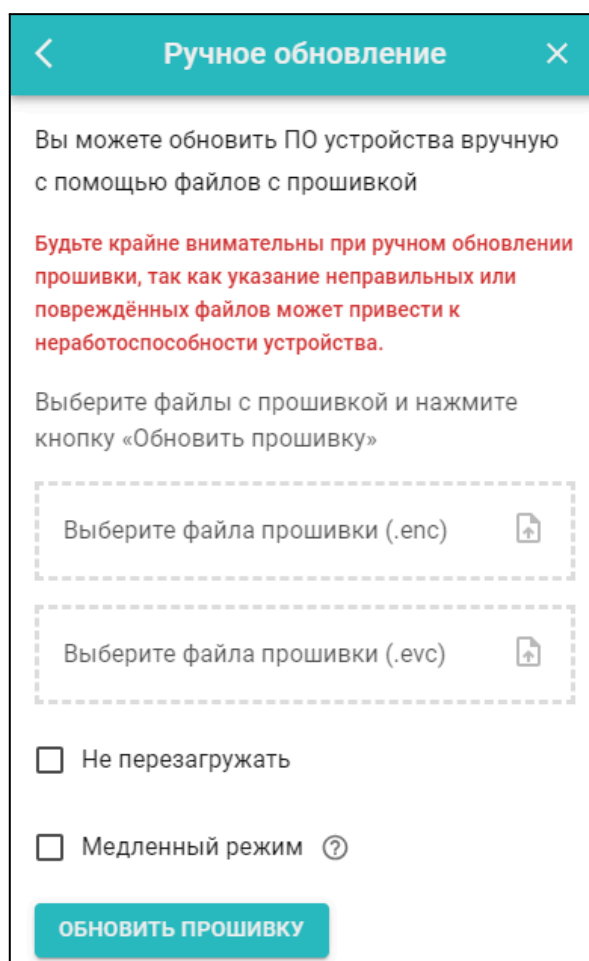 Ручное обновление
Вы можете обновить ПО устройства вручную
с помощью файлов с прошивкой
Будьте крайне внимательны при ручном обновлении
прошивки, так как указание неправильных или
повреждённых файлов может привести к
неработоспособности устройства.
Выберите файлы с прошивкой и нажмите
кнопку «Обновить прошивку»
Выберите файла прошивки (.enc)
Выберите файла прошивки (.evc)
Не перезагружать
Медленный режим ?
ОБНОВИТЬ ПРОШИВКУ